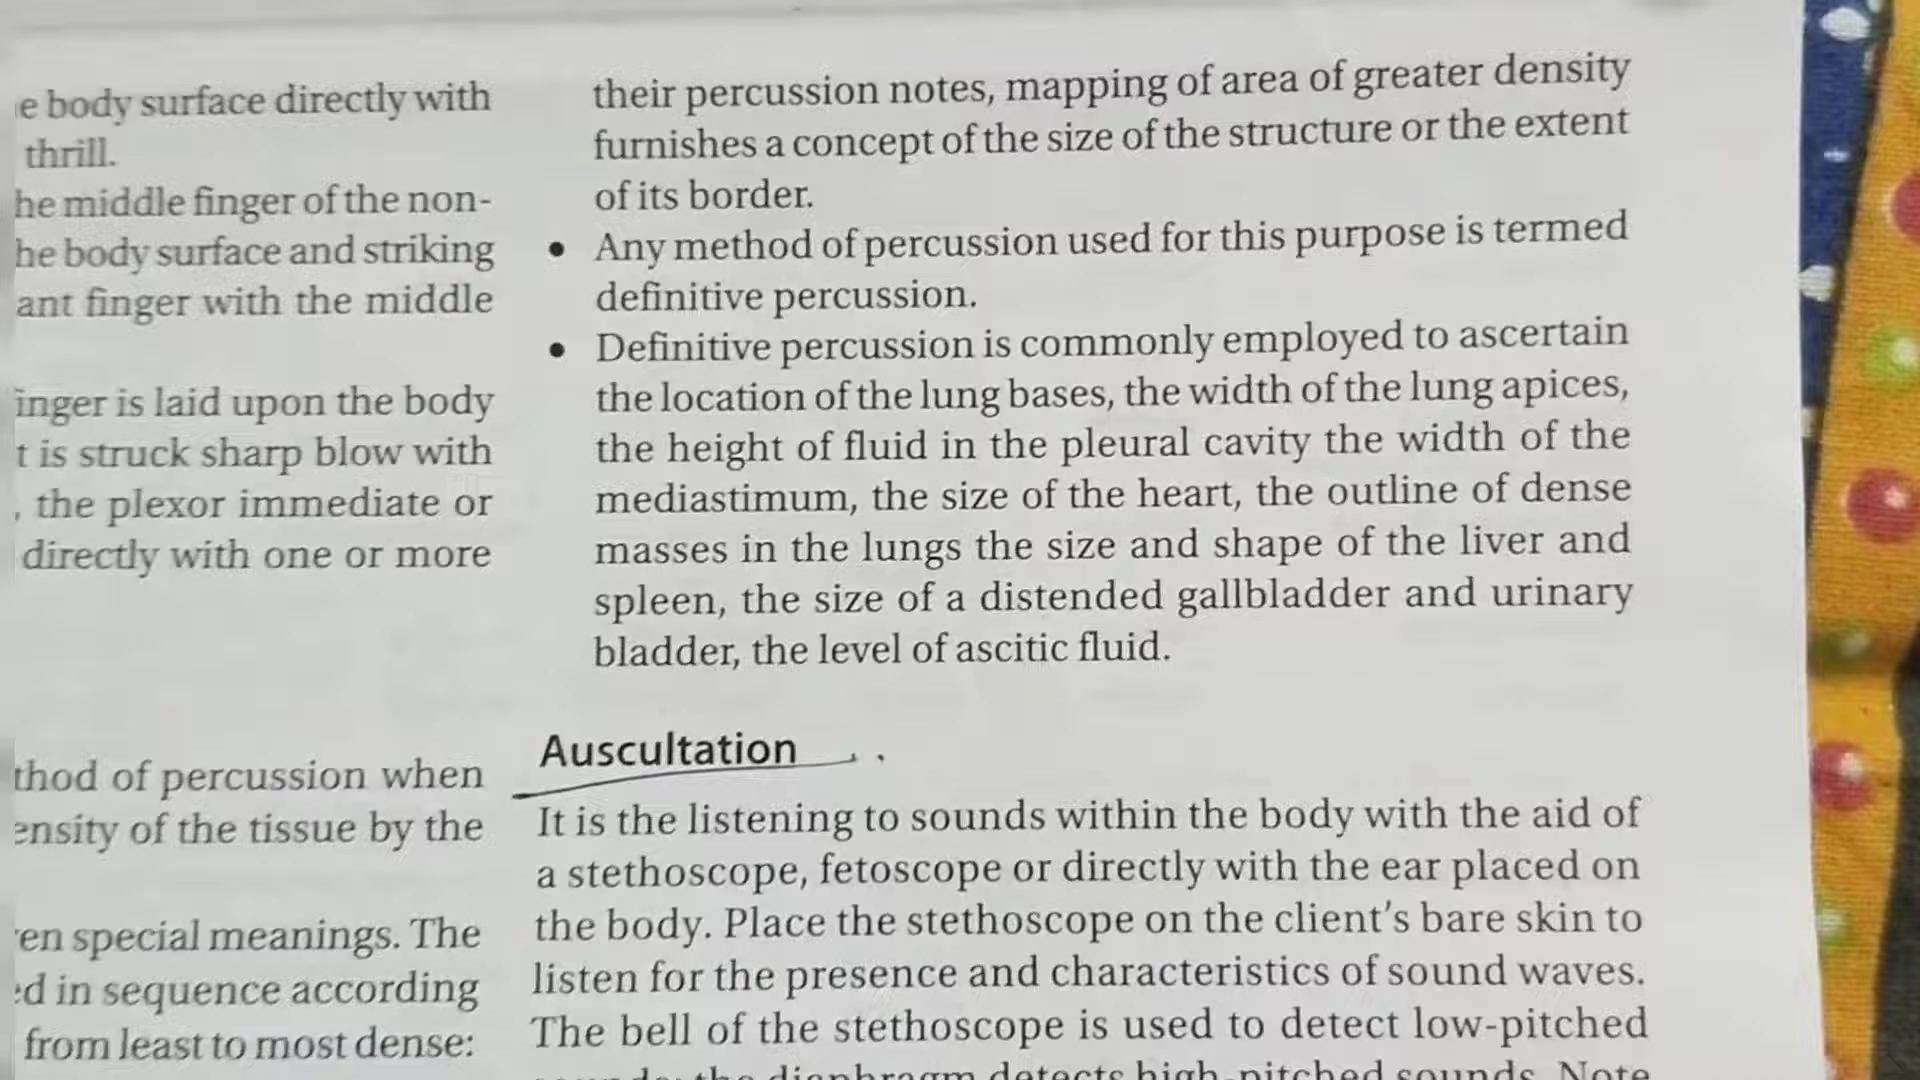 body surface directly with
thrill.
middle finger of the non-
body surface and striking
finger with the middle
is laid upon the body
is struck sharp blow with
, the plexor immediate or
directly with one or more
of percussion when
of the tissue by the
special meanings. The
in sequence according
from least to most dense:
their percussion notes, mapping of area of greater density
furnishes a concept of the size of the structure or the extent
of its border.
• Any method of percussion used for this purpose is termed
definitive percussion.
• Definitive percussion is commonly employed to ascertain
the location of the lung bases, the width of the lung apices,
the height of fluid in the pleural cavity the width of the
mediastimum, the size of the heart, the outline of dense
masses in the lungs the size and shape of the liver and
spleen, the size of a distended gallbladder and urinary
bladder, the level of ascitic fluid.
Auscultation
It is the listening to sounds within the body with the aid of
a stethoscope, fetoscope or directly with the ear placed on
the body. Place the stethoscope on the client's bare skin to
listen for the presence and characteristics of sound waves.
The bell of the stethoscope is used to detect low-pitched
the diaphragm detects high-pitched sounds. Note